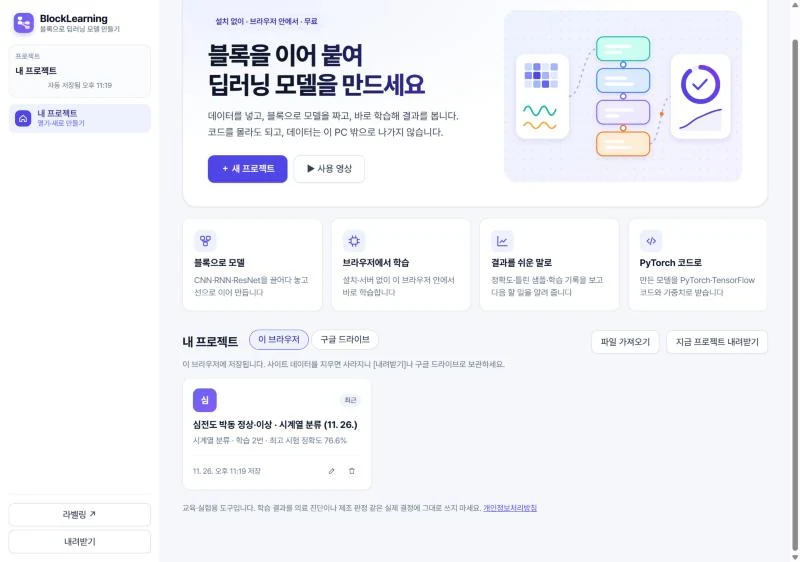 BlockLearning
블록으로 딥러닝 모델 만들기
프로젝트
내 프로젝트
자동 저장됨 오후 11:19
내 프로젝트
열기·새로 만들기
라벨링 ↗
내려받기
설치 없이 · 브라우저 안에서 · 무료
블록을 이어 붙여
딥러닝 모델을 만드세요
데이터를 넣고, 블록으로 모델을 짜고, 바로 학습해 결과를 봅니다.
코드를 몰라도 되고, 데이터는 이 PC 밖으로 나가지 않습니다.
+ 새 프로젝트
▶ 사용 영상
블록으로 모델
CNN·RNN·ResNet을 끌어다 놓고
선으로 이어 만듭니다
브라우저에서 학습
설치·서버 없이 이 브라우저 안에서
바로 학습합니다
결과를 쉬운 말로
정확도·틀린 샘플·학습 기록을 보고
다음 할 일을 알려 줍니다
PyTorch 코드로
만든 모델을 PyTorch·TensorFlow
코드와 가중치로 받습니다
내 프로젝트
이 브라우저
구글 드라이브
파일 가져오기
지금 프로젝트 내려받기
이 브라우저에 저장됩니다. 사이트 데이터를 지우면 사라지니 [내려받기]나 구글 드라이브로 보관하세요.
심
최근
심전도 박동 정상·이상 · 시계열 분류 (11. 26.)
시계열 분류 · 학습 2번 · 최고 시험 정확도 76.6%
11. 26. 오후 11:19 저장
교육·실험용 도구입니다. 학습 결과를 의료 진단이나 제조 판정 같은 실제 결정에 그대로 쓰지 마세요. 개인정보처리방침